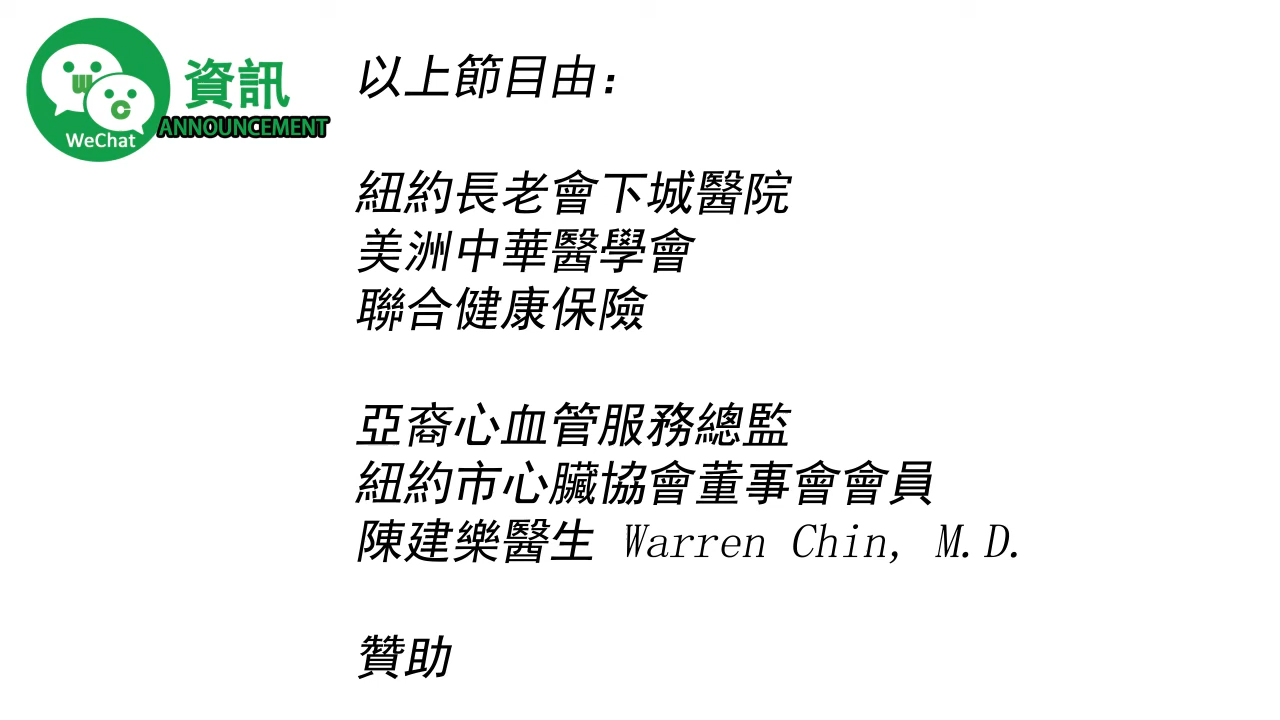 W
C
WeChat
資訊
ANNOUNCEMENT
以上節目由:
紐約長老會下城醫院
美洲中華醫學會
聯合健康保險
亞裔心血管服務總監
紐約市心臟協會董事會會員
陳建樂醫生 Warren Chin, M.D.
贊助